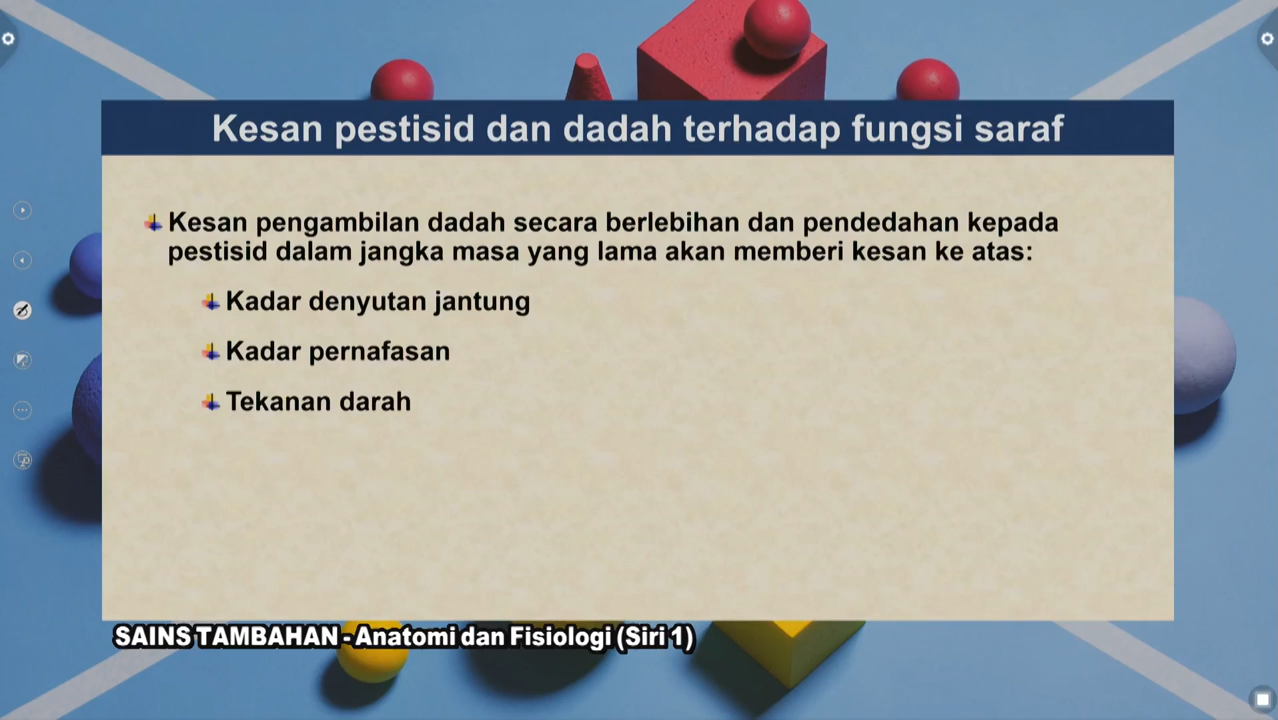 Kesan pestisid dan dadah terhadap fungsi saraf
Kesan pengambilan dadah secara berlebihan dan pendedahan kepada
pestisid dalam jangka masa yang lama akan memberi kesan ke atas:
Kadar denyutan jantung
Kadar pernafasan
Tekanan darah
SAINS TAMBAHAN - Anatomi dan Fisiologi (Siri 1)